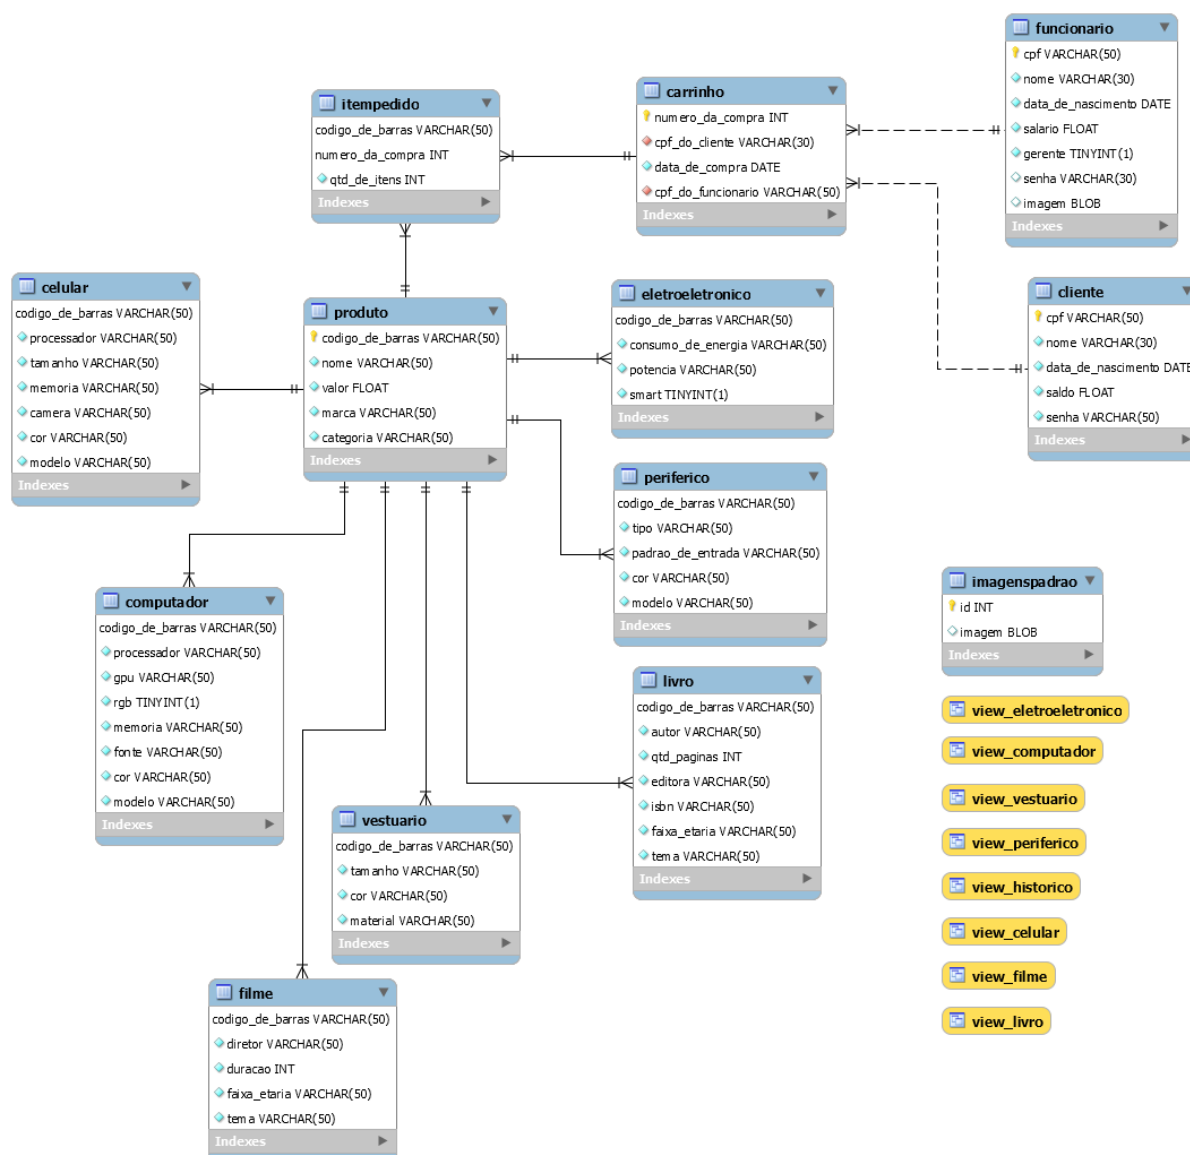 funcionario
cpf VARCHAR(50)
nome VARCHAR(30)
data_de_nascimento DATE
salario FLOAT
gerente TINYINT(1)
senha VARCHAR(30)
imagem BLOB
Indexes
carrinho
numero_da_compra INT
cpf_do_cliente VARCHAR(30)
data_de_compra DATE
cpf_do_funcionario VARCHAR(50)
Indexes
itempedido
codigo_de_barras VARCHAR(50)
numero_da_compra INT
qtd_de_itens INT
Indexes
celular
codigo_de_barras VARCHAR(50)
processador VARCHAR(50)
tamanho VARCHAR(50)
memoria VARCHAR(50)
camera VARCHAR(50)
cor VARCHAR(50)
modelo VARCHAR(50)
Indexes
produto
codigo_de_barras VARCHAR(50)
nome VARCHAR(50)
valor FLOAT
marca VARCHAR(50)
categoria VARCHAR(50)
Indexes
eletroeletronico
codigo_de_barras VARCHAR(50)
consumo_de_energia VARCHAR(50)
potencia VARCHAR(50)
smart TINYINT(1)
Indexes
cliente
cpf VARCHAR(50)
nome VARCHAR(30)
data_de_nascimento DATE
saldo FLOAT
senha VARCHAR(50)
Indexes
periferico
codigo_de_barras VARCHAR(50)
tipo VARCHAR(50)
padrao_de_entrada VARCHAR(50)
cor VARCHAR(50)
modelo VARCHAR(50)
Indexes
computador
codigo_de_barras VARCHAR(50)
processador VARCHAR(50)
gpu VARCHAR(50)
rgb TINYINT(1)
memoria VARCHAR(50)
fonte VARCHAR(50)
cor VARCHAR(50)
modelo VARCHAR(50)
Indexes
imagenspadrao
id INT
imagem BLOB
Indexes
livro
codigo_de_barras VARCHAR(50)
autor VARCHAR(50)
qtd_paginas INT
editora VARCHAR(50)
isbn VARCHAR(50)
faixa_etaria VARCHAR(50)
tema VARCHAR(50)
Indexes
vestuario
codigo_de_barras VARCHAR(50)
tamanho VARCHAR(50)
cor VARCHAR(50)
material VARCHAR(50)
Indexes
filme
codigo_de_barras VARCHAR(50)
diretor VARCHAR(50)
duracao INT
faixa_etaria VARCHAR(50)
tema VARCHAR(50)
Indexes
view_eletroeletronico
view_computador
view_vestuario
view_periferico
view_historico
view_celular
view_filme
view_livro